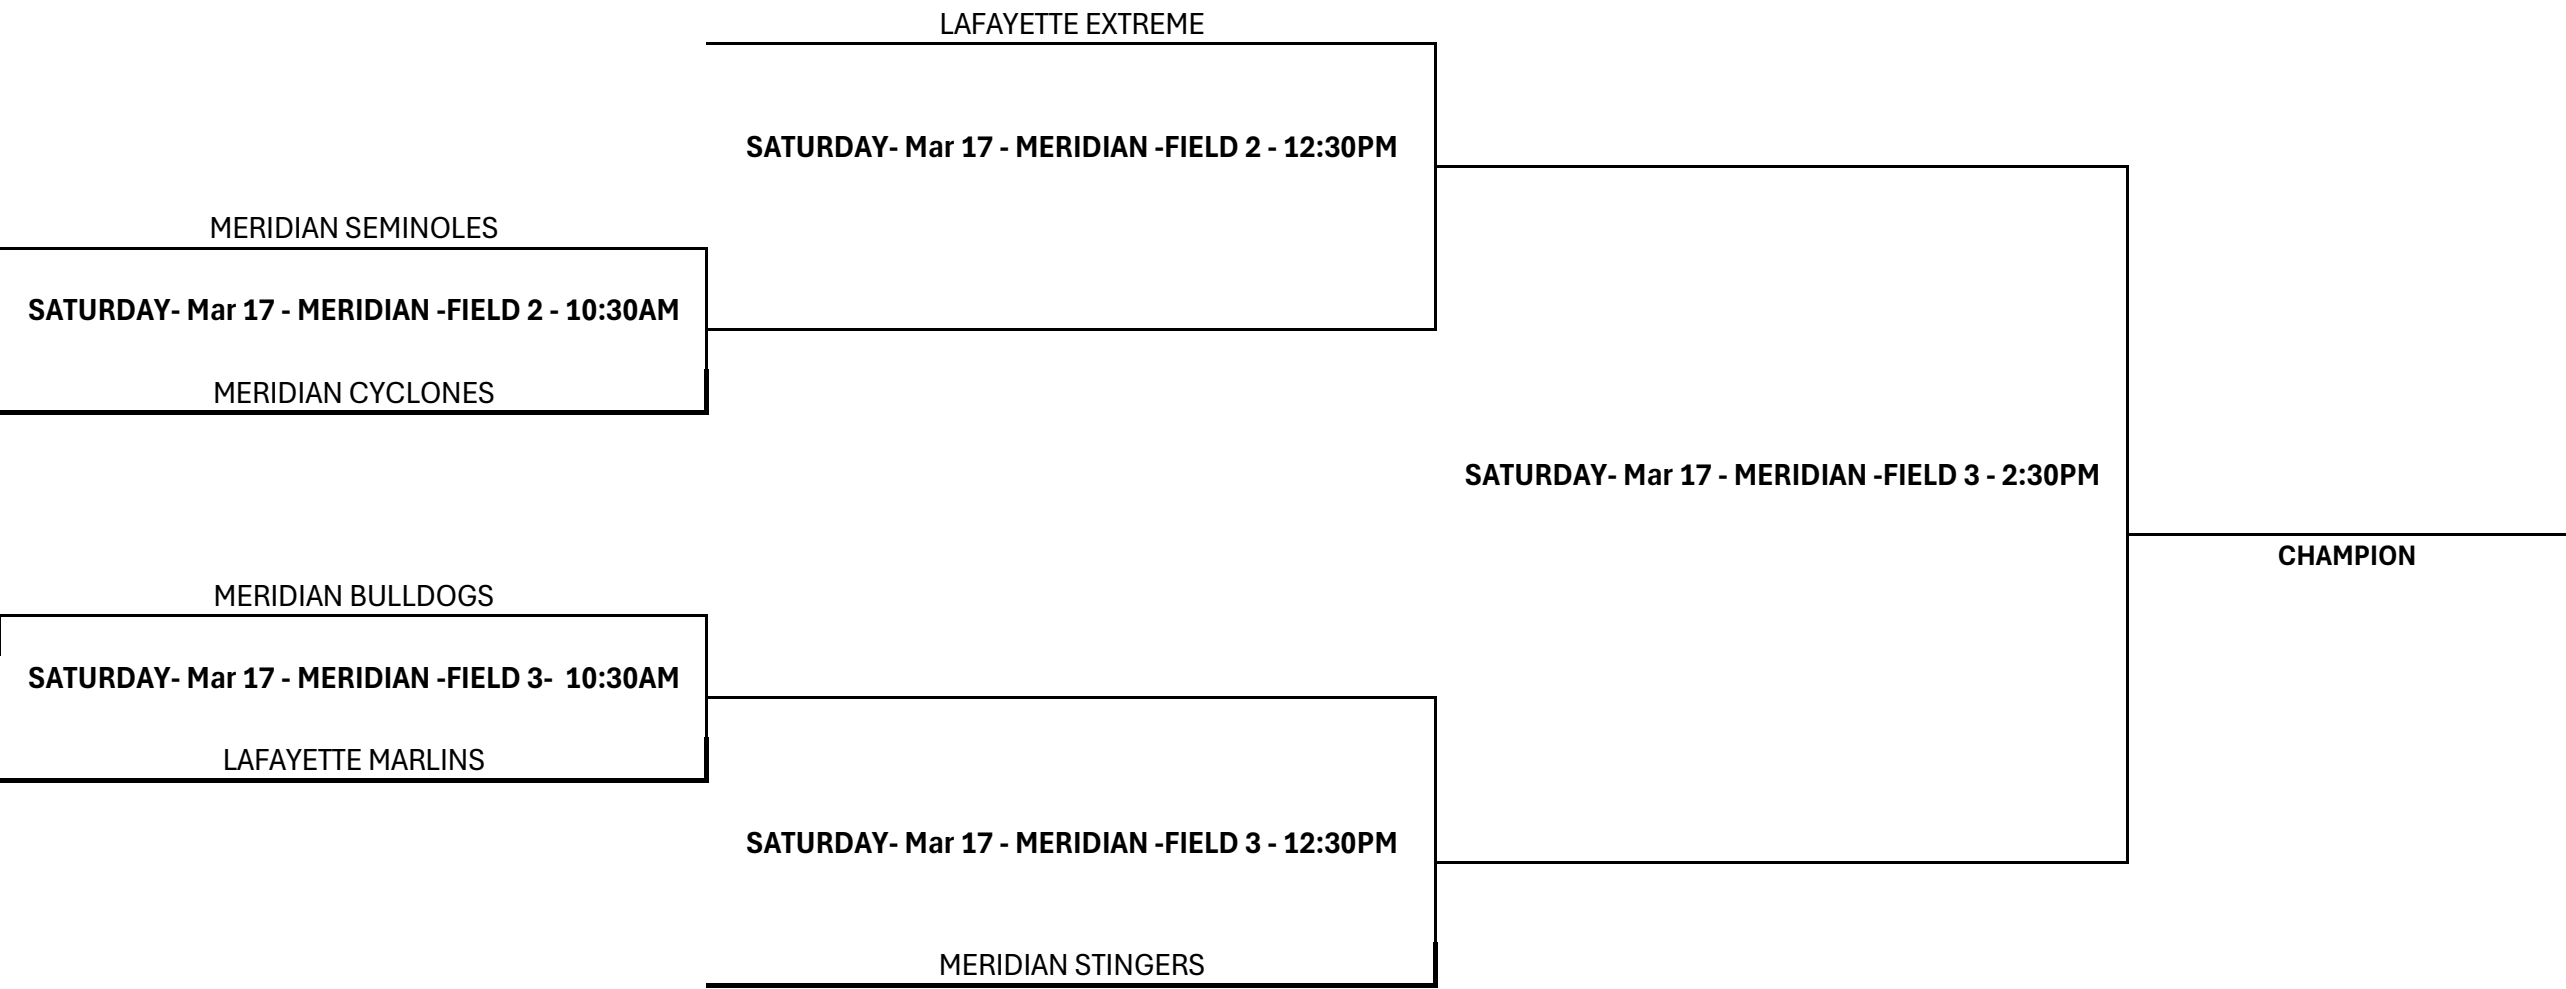 LAFAYETTE EXTREME
SATURDAY- Mar 17 - MERIDIAN -FIELD 2 - 12:30PM
MERIDIAN SEMINOLES
SATURDAY- Mar 17 - MERIDIAN -FIELD 2 - 10:30AM
MERIDIAN CYCLONES
SATURDAY- Mar 17 - MERIDIAN -FIELD 3 - 2:30PM
CHAMPION
MERIDIAN BULLDOGS
SATURDAY- Mar 17 - MERIDIAN -FIELD 3-  10:30AM
LAFAYETTE MARLINS
SATURDAY- Mar 17 - MERIDIAN -FIELD 3 - 12:30PM
MERIDIAN STINGERS